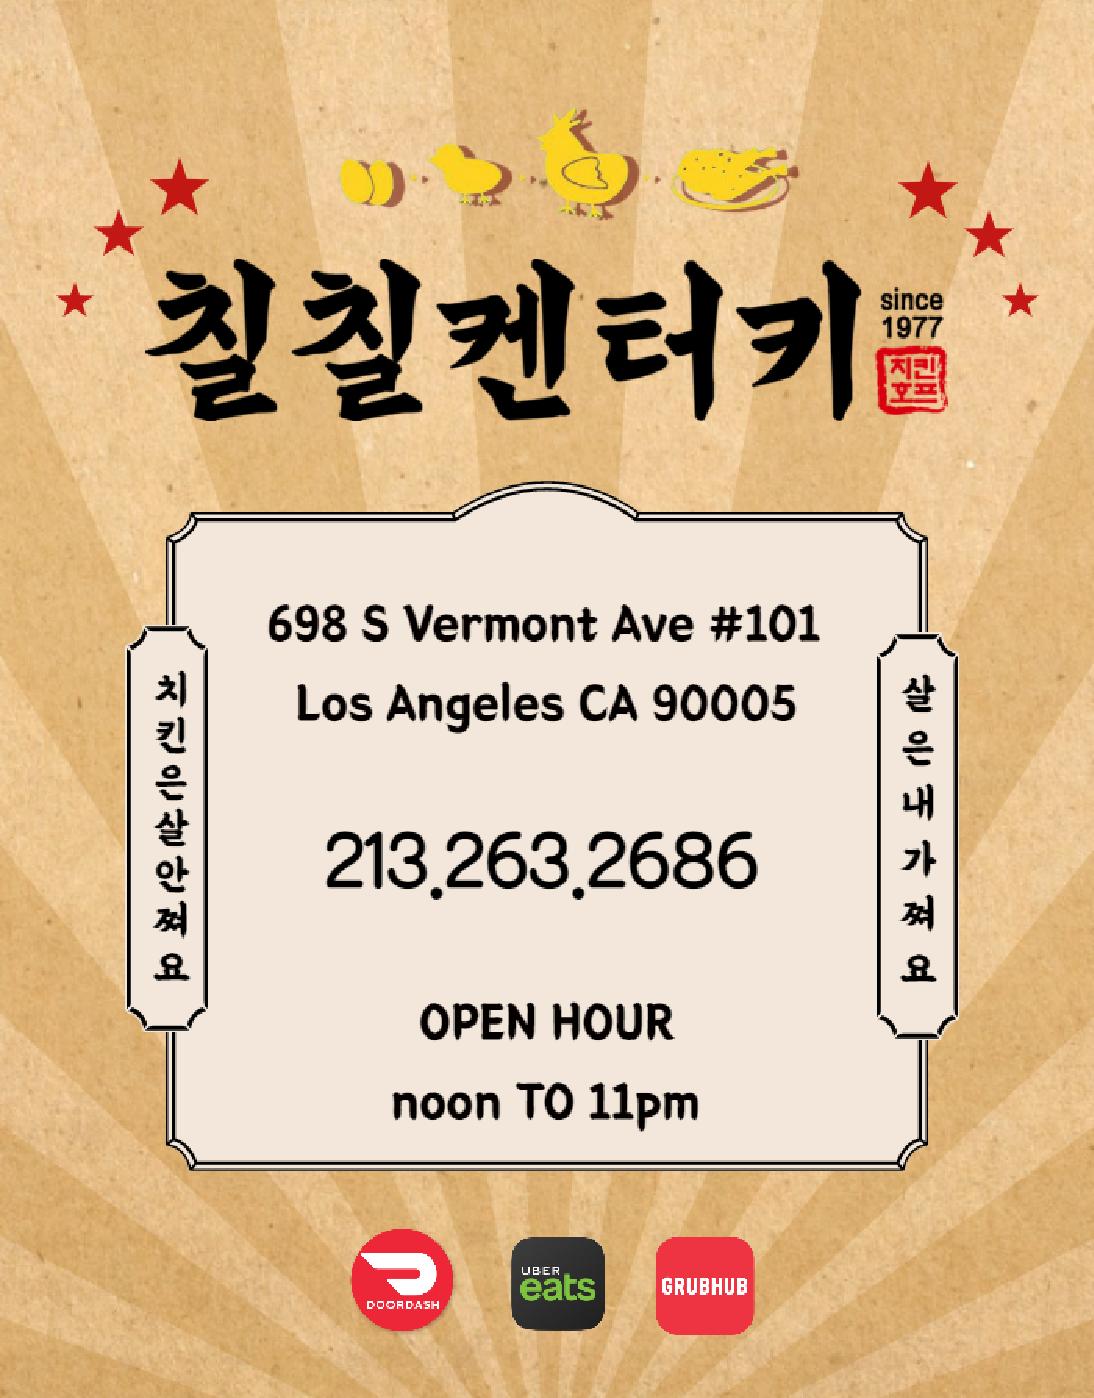 칠칠켄터키
since
1977
치킨
호프
698 S Vermont Ave #101
Los Angeles CA 90005
치킨은살안쪄요
살은내가쪄요
213.263.2686
OPEN HOUR
noon TO 11pm
DOORDASH
UBER
eats
GRUBHUB